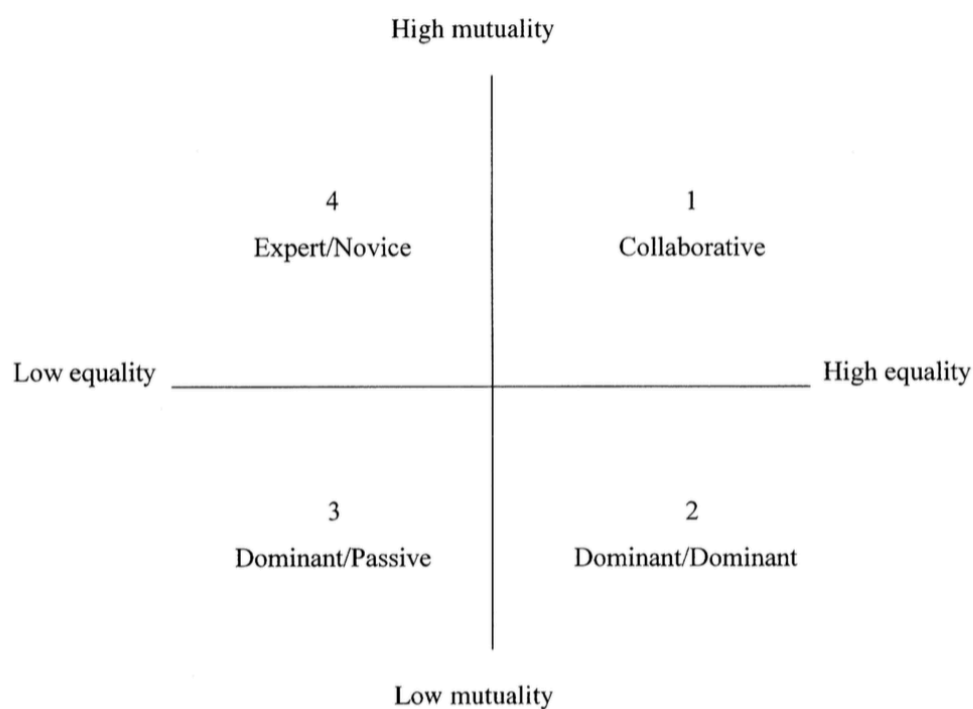 High mutuality
4
1
Expert/Novice
Collaborative
Low equality
High equality
3
2
Dominant/Passive
Dominant/Dominant
Low mutuality